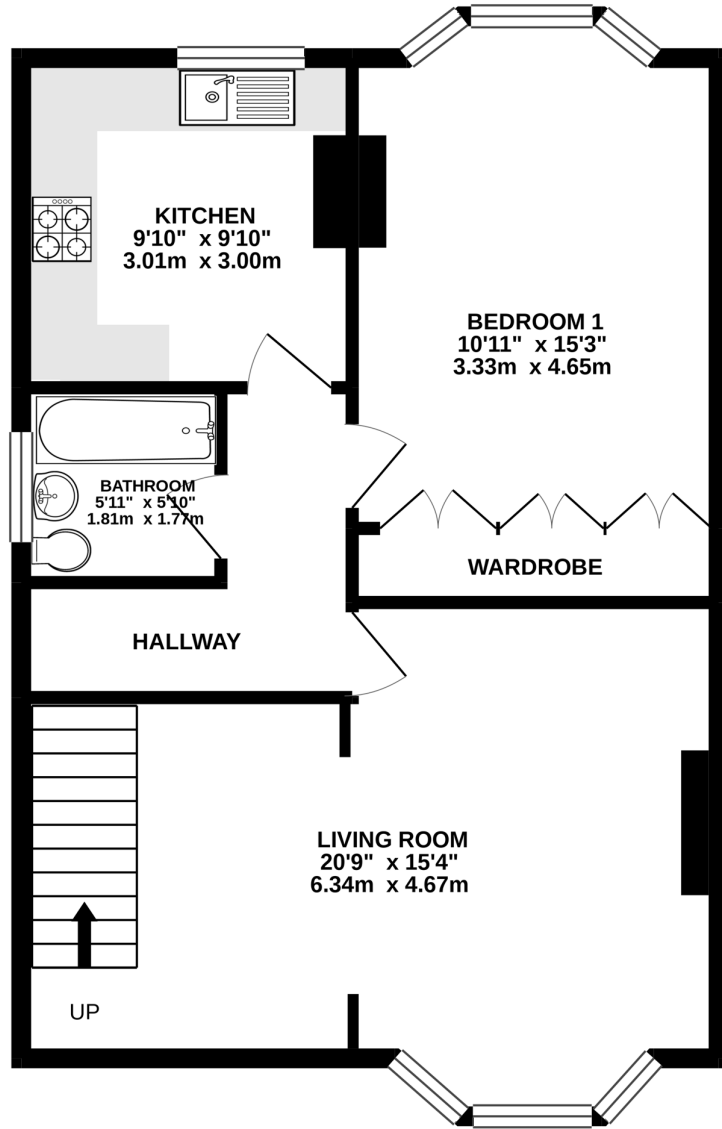 KITCHEN
9'10" x 9'10"
3.01m x 3.00m
BEDROOM 1
10'11" x 15'3"
3.33m x 4.65m
BATHROOM
5'11" x 5'10"
1.81m x 1.77m
WARDROBE
HALLWAY
LIVING ROOM
20'9" x 15'4"
6.34m x 4.67m
UP